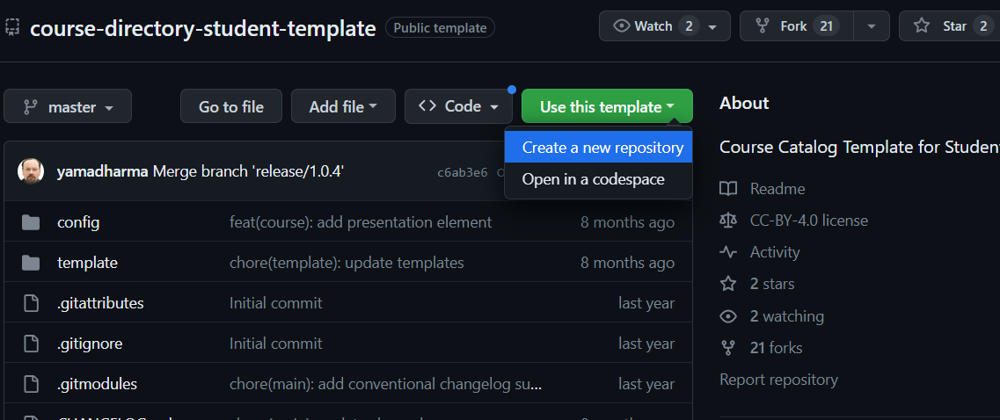 course-directory-student-template Public template Watch 2 Fork 21 Star 2
master Go to file Add file Code Use this template
Create a new repository
Open in a codespace
yamadharma Merge branch 'release/1.0.4' c6ab3e6
config feat(course): add presentation element 8 months ago
template chore(template): update templates 8 months ago
.gitattributes Initial commit last year
.gitignore Initial commit last year
.gitmodules chore(main): add conventional changelog su... last year
About
Course Catalog Template for Studen
Readme
CC-BY-4.0 license
Activity
2 stars
2 watching
21 forks
Report repository